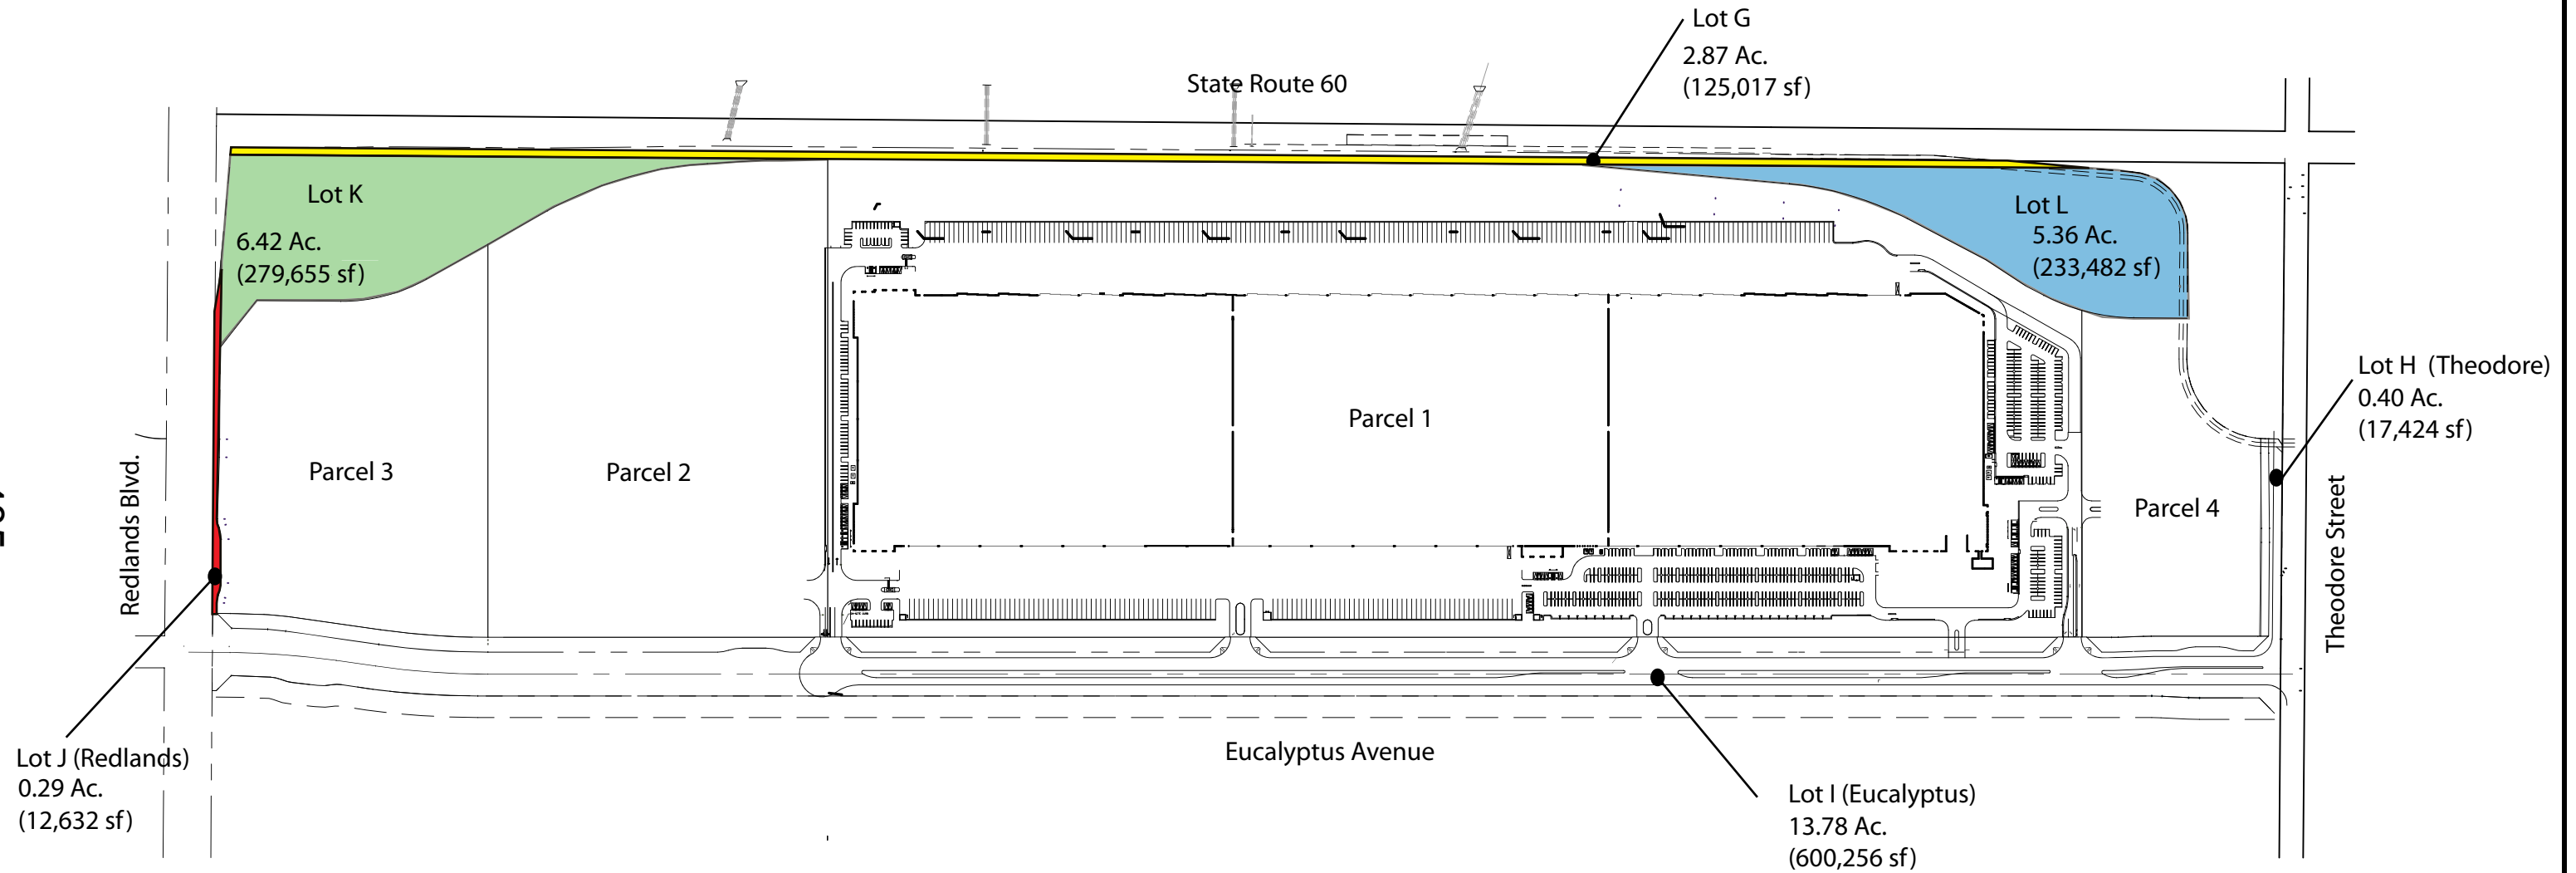 Lot G
2.87 Ac.
(125,017 sf)
State Route 60
Lot K
6.42 Ac.
(279,655 sf)
Lot L
5.36 Ac.
(233,482 sf)
Lot H (Theodore)
0.40 Ac.
(17,424 sf)
Parcel 1
Parcel 3
Parcel 2
Parcel 4
Redlands Blvd.
Theodore Street
Lot J (Redlands)
0.29 Ac.
(12,632 sf)
Eucalyptus Avenue
Lot I (Eucalyptus)
13.78 Ac.
(600,256 sf)